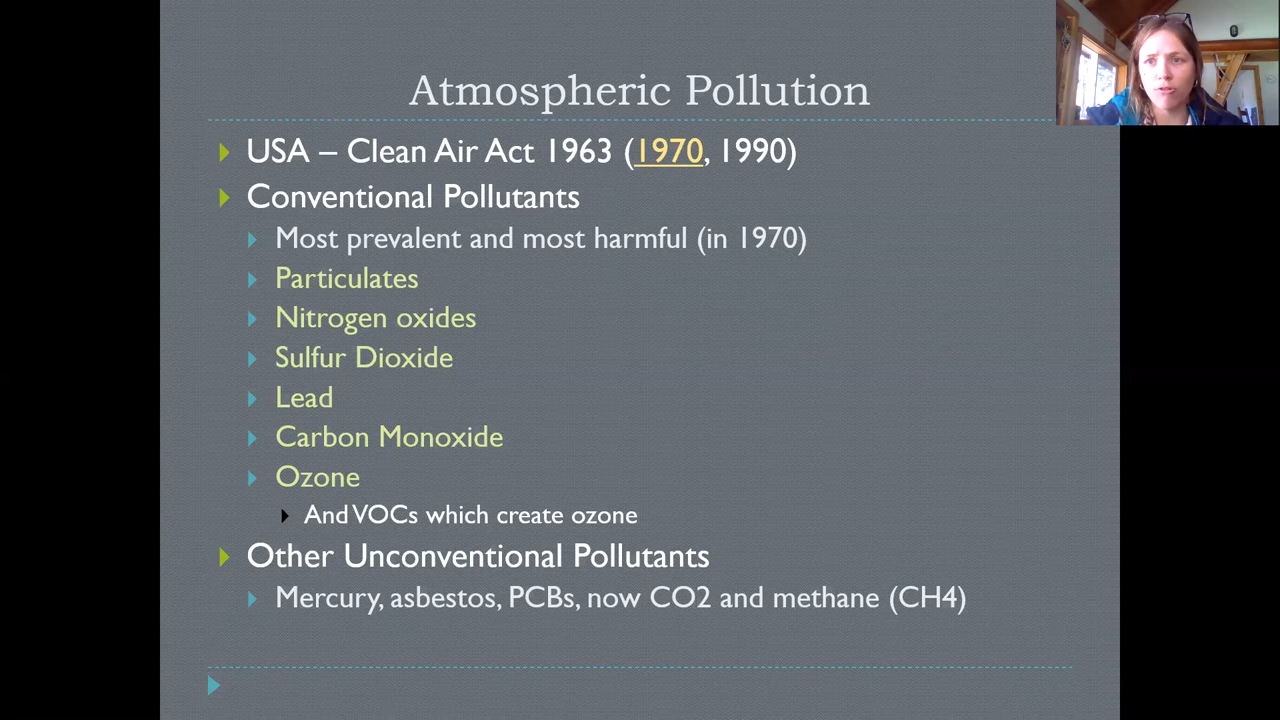 Atmospheric Pollution
USA – Clean Air Act 1963 (1970, 1990)
Conventional Pollutants
Most prevalent and most harmful (in 1970)
Particulates
Nitrogen oxides
Sulfur Dioxide
Lead
Carbon Monoxide
Ozone
And VOCs which create ozone
Other Unconventional Pollutants
Mercury, asbestos, PCBs, now CO2 and methane (CH4)